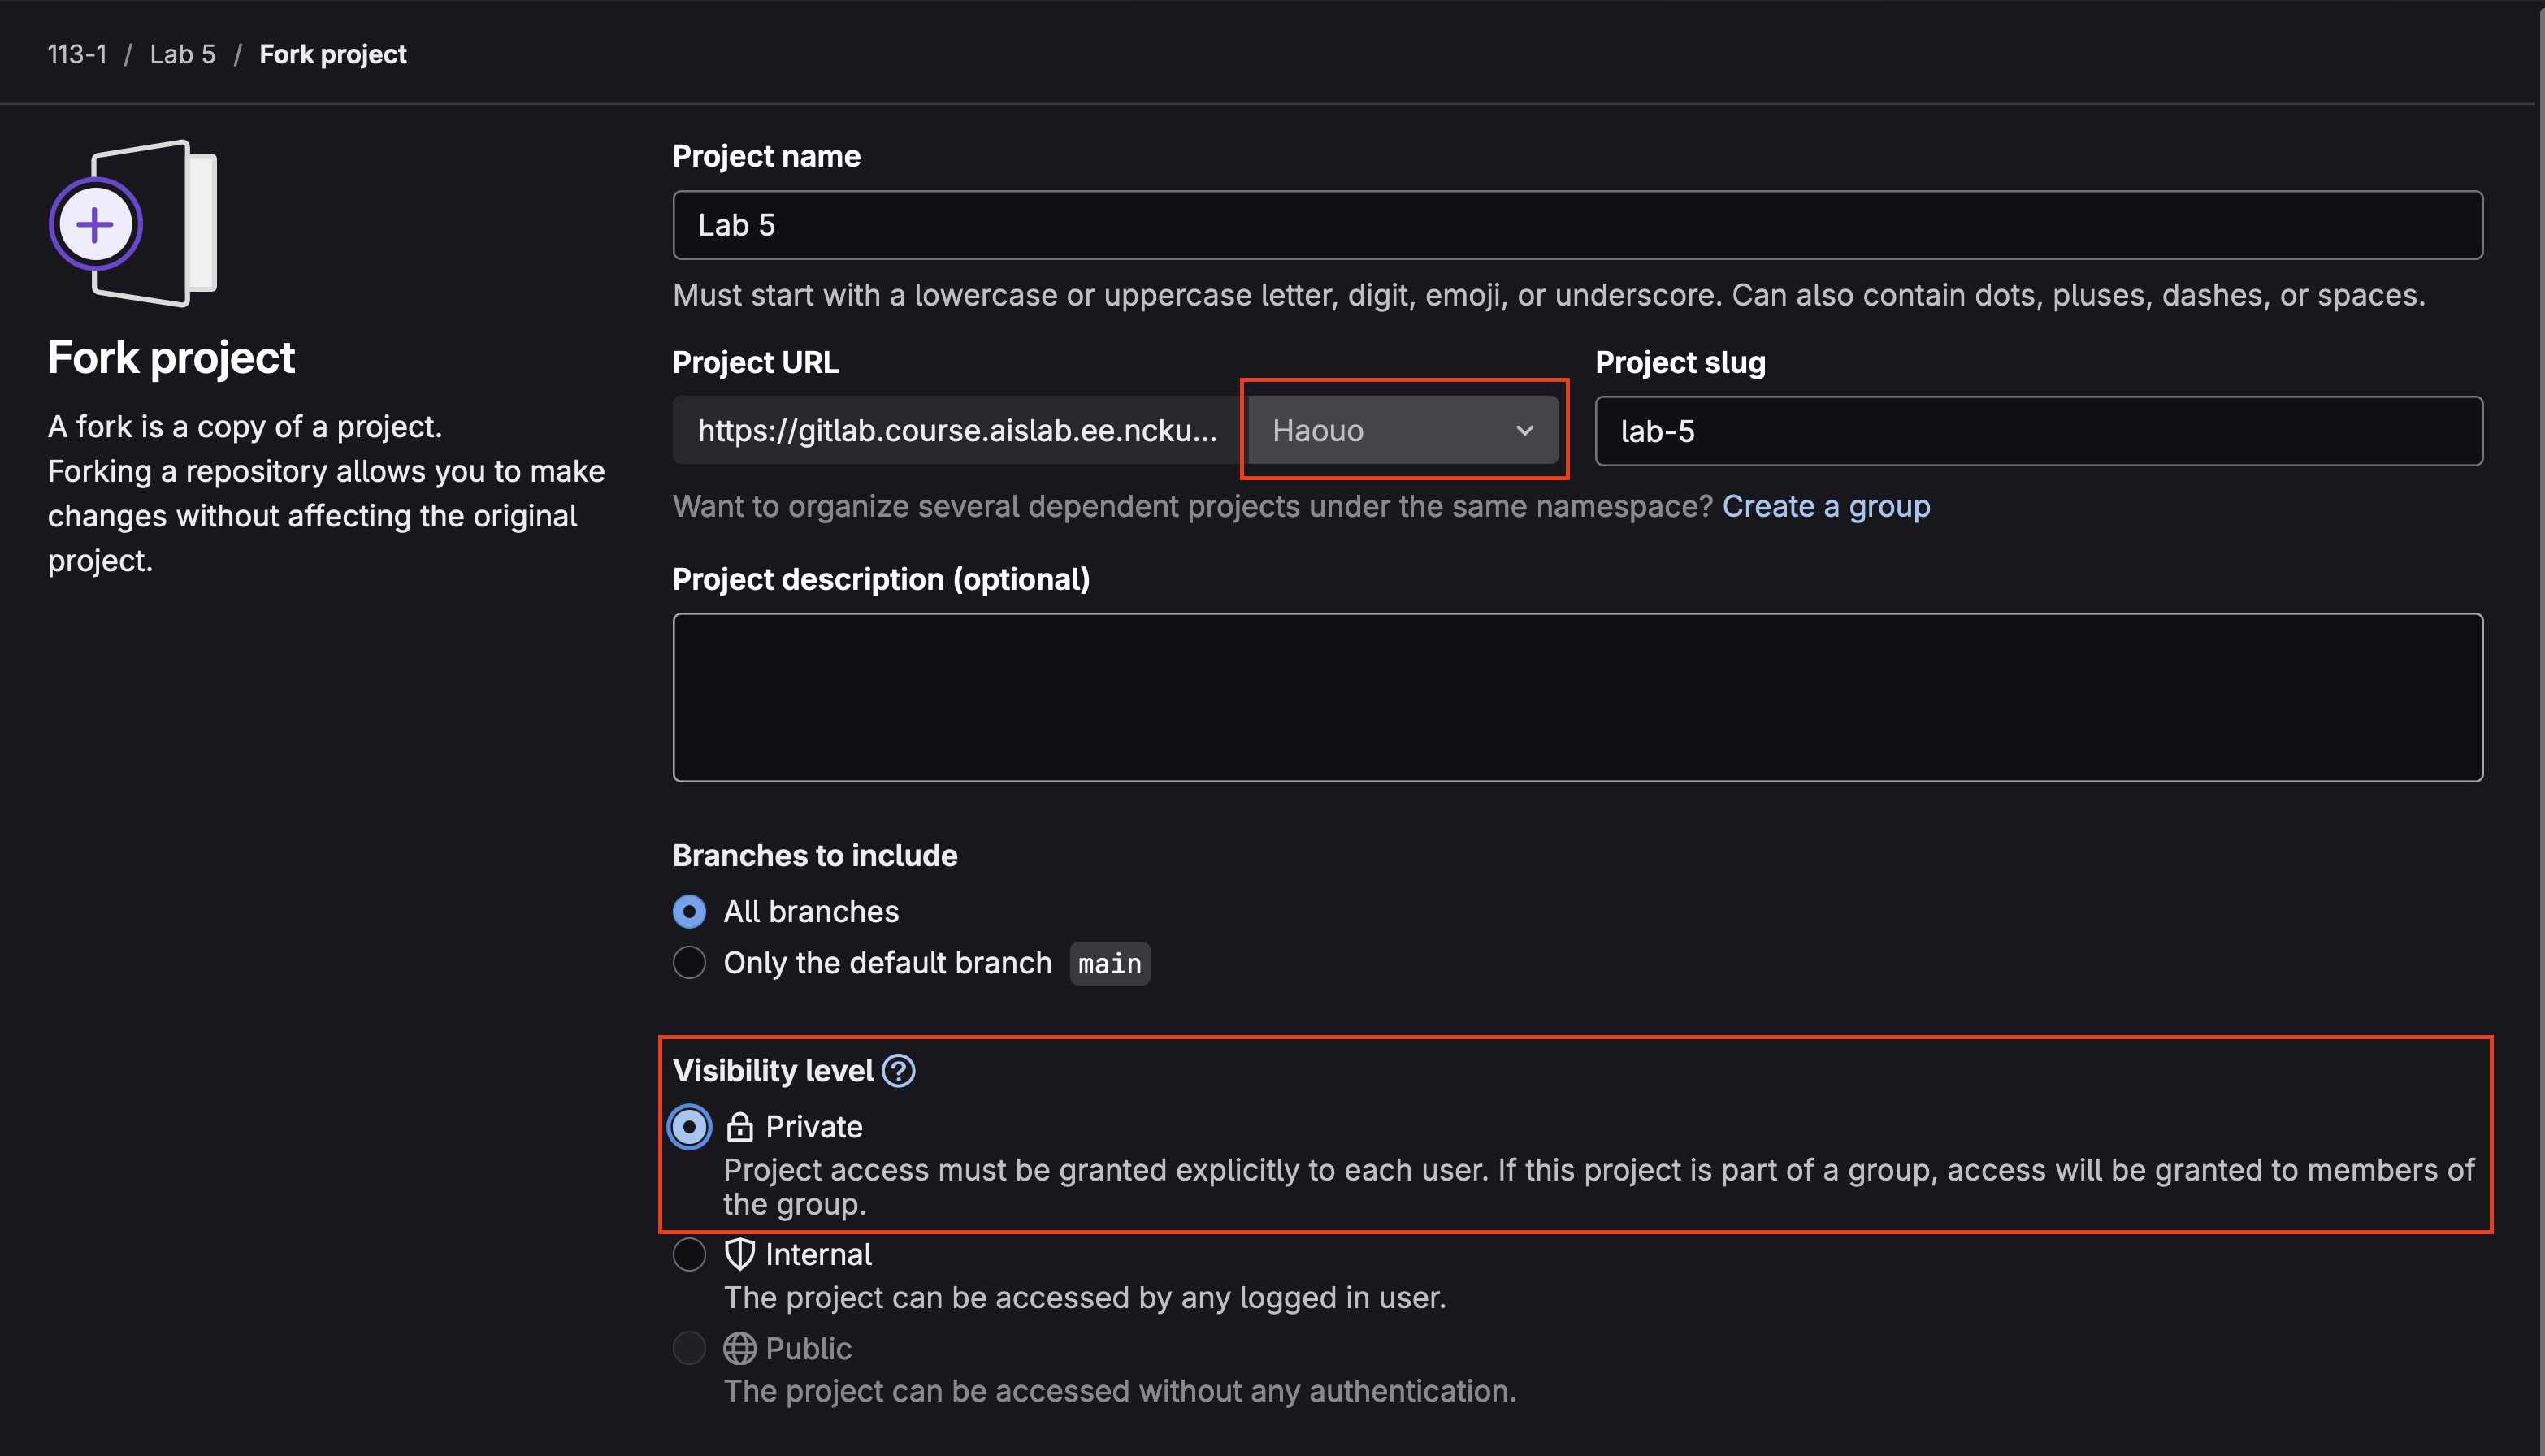 113-1 / Lab 5 / Fork project
Fork project
A fork is a copy of a project.
Forking a repository allows you to make
changes without affecting the original
project.
Project name
Lab 5
Must start with a lowercase or uppercase letter, digit, emoji, or underscore. Can also contain dots, pluses, dashes, or spaces.
Project URL
https://gitlab.course.aislab.ee.ncku...
Haouo
Project slug
lab-5
Want to organize several dependent projects under the same namespace? Create a group
Project description (optional)
Branches to include
All branches
Only the default branch main
Visibility level
Private
Project access must be granted explicitly to each user. If this project is part of a group, access will be granted to members of
the group.
Internal
The project can be accessed by any logged in user.
Public
The project can be accessed without any authentication.